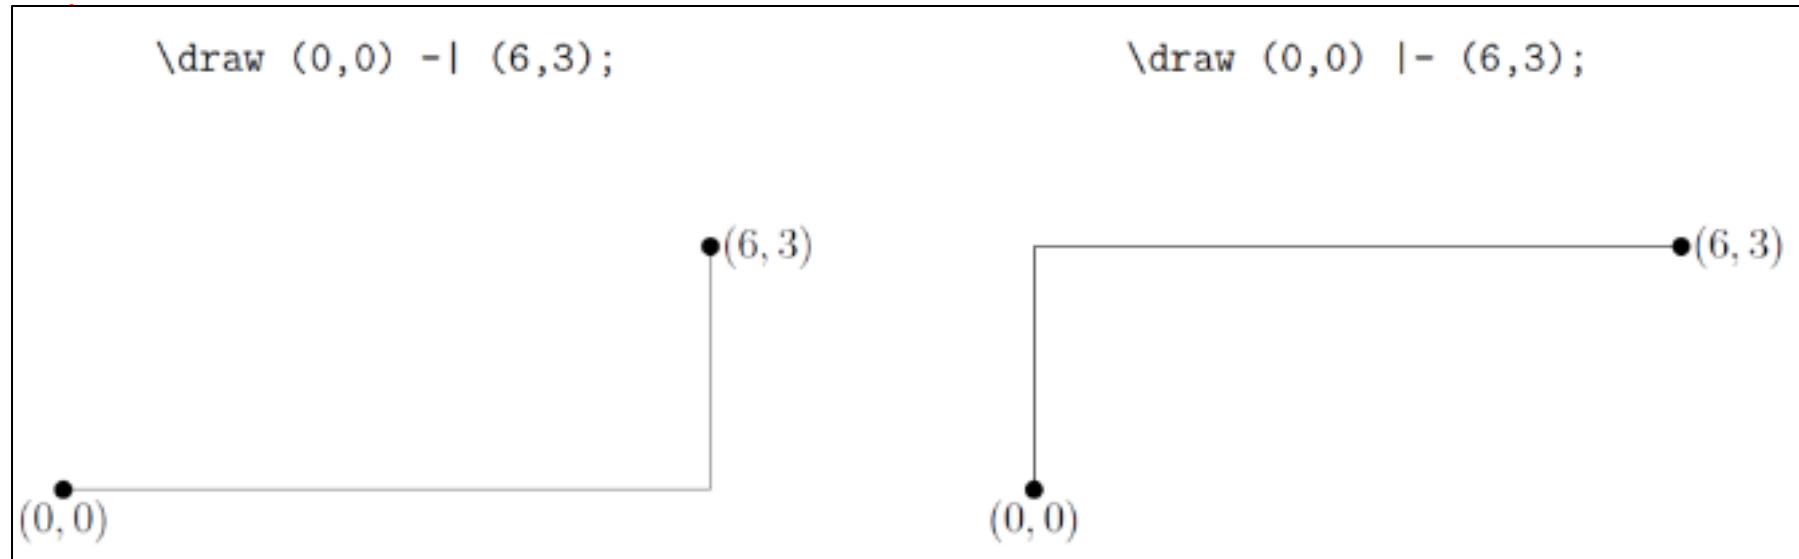 \draw (0,0) -| (6,3);
(6, 3)
(0, 0)
\draw (0,0) |- (6,3);
(6, 3)
(0, 0)